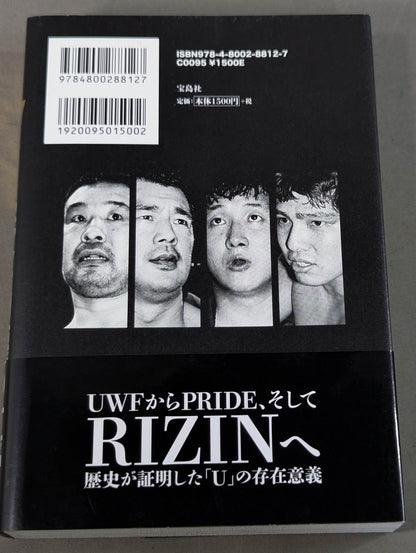 9784800288127
1920095015002
ISBN978-4-8002-8812-7
C0095 ¥1500E
宝島社
定価:本体1500円+税
UWFからPRIDE、そして
RIZINへ
歴史が証明した「U」の存在意義